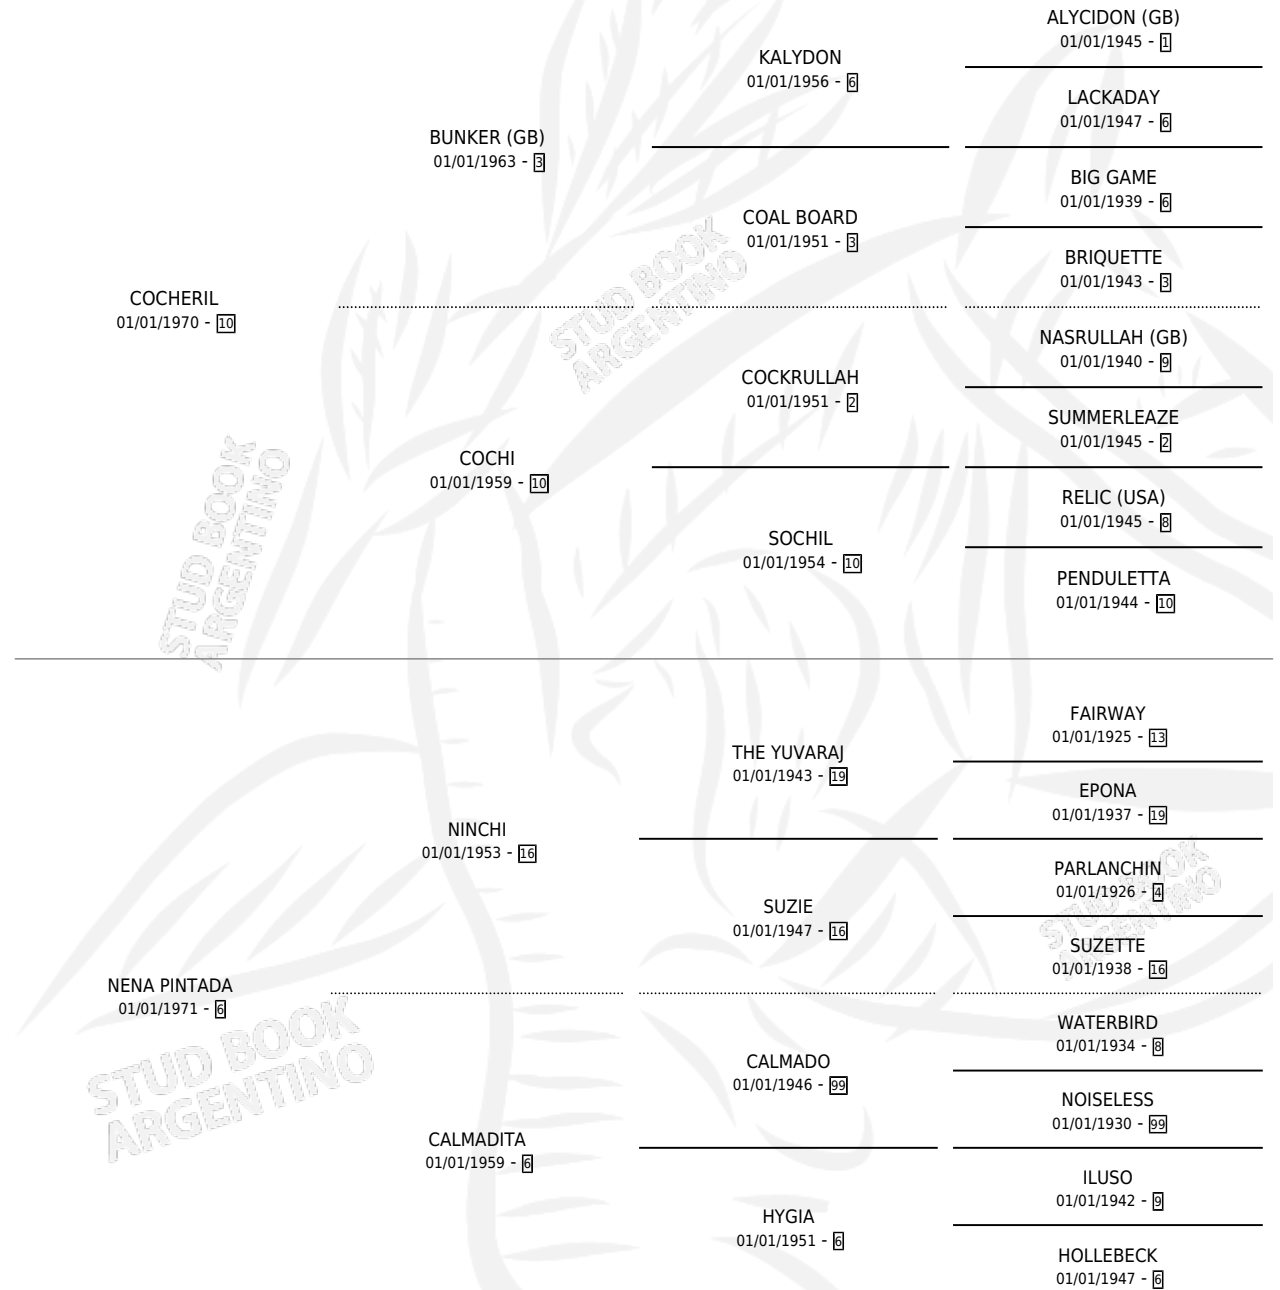 ALYCIDON (GB)
01/01/1945 - 1
KALYDON
01/01/1956 - 6
LACKADAY
01/01/1947 - 6
BUNKER (GB)
01/01/1963 - 3
BIG GAME
01/01/1939 - 6
COAL BOARD
01/01/1951 - 3
BRIQUETTE
01/01/1943 - 3
COCHERIL
01/01/1970 - 10
NASRULLAH (GB)
01/01/1940 - 9
COCKRULLAH
01/01/1951 - 2
SUMMERLEAZE
01/01/1945 - 2
COCHI
01/01/1959 - 10
RELIC (USA)
01/01/1945 - 8
SOCHIL
01/01/1954 - 10
PENDULETTA
01/01/1944 - 10
FAIRWAY
01/01/1925 - 13
THE YUVARAJ
01/01/1943 - 19
EPONA
01/01/1937 - 19
NINCHI
01/01/1953 - 16
PARLANCHIN
01/01/1926 - 4
SUZIE
01/01/1947 - 16
SUZETTE
01/01/1938 - 16
NENA PINTADA
01/01/1971 - 6
WATERBIRD
01/01/1934 - 8
CALMADO
01/01/1946 - 99
NOISELESS
01/01/1930 - 99
CALMADITA
01/01/1959 - 6
ILUSO
01/01/1942 - 9
HYGIA
01/01/1951 - 6
HOLLEBECK
01/01/1947 - 6
STUD BOOK
ARGENTINO
STUD BOOK
ARGENTINO
STUD BOOK
ARGENTINO
STUD BOOK
ARGENTINO